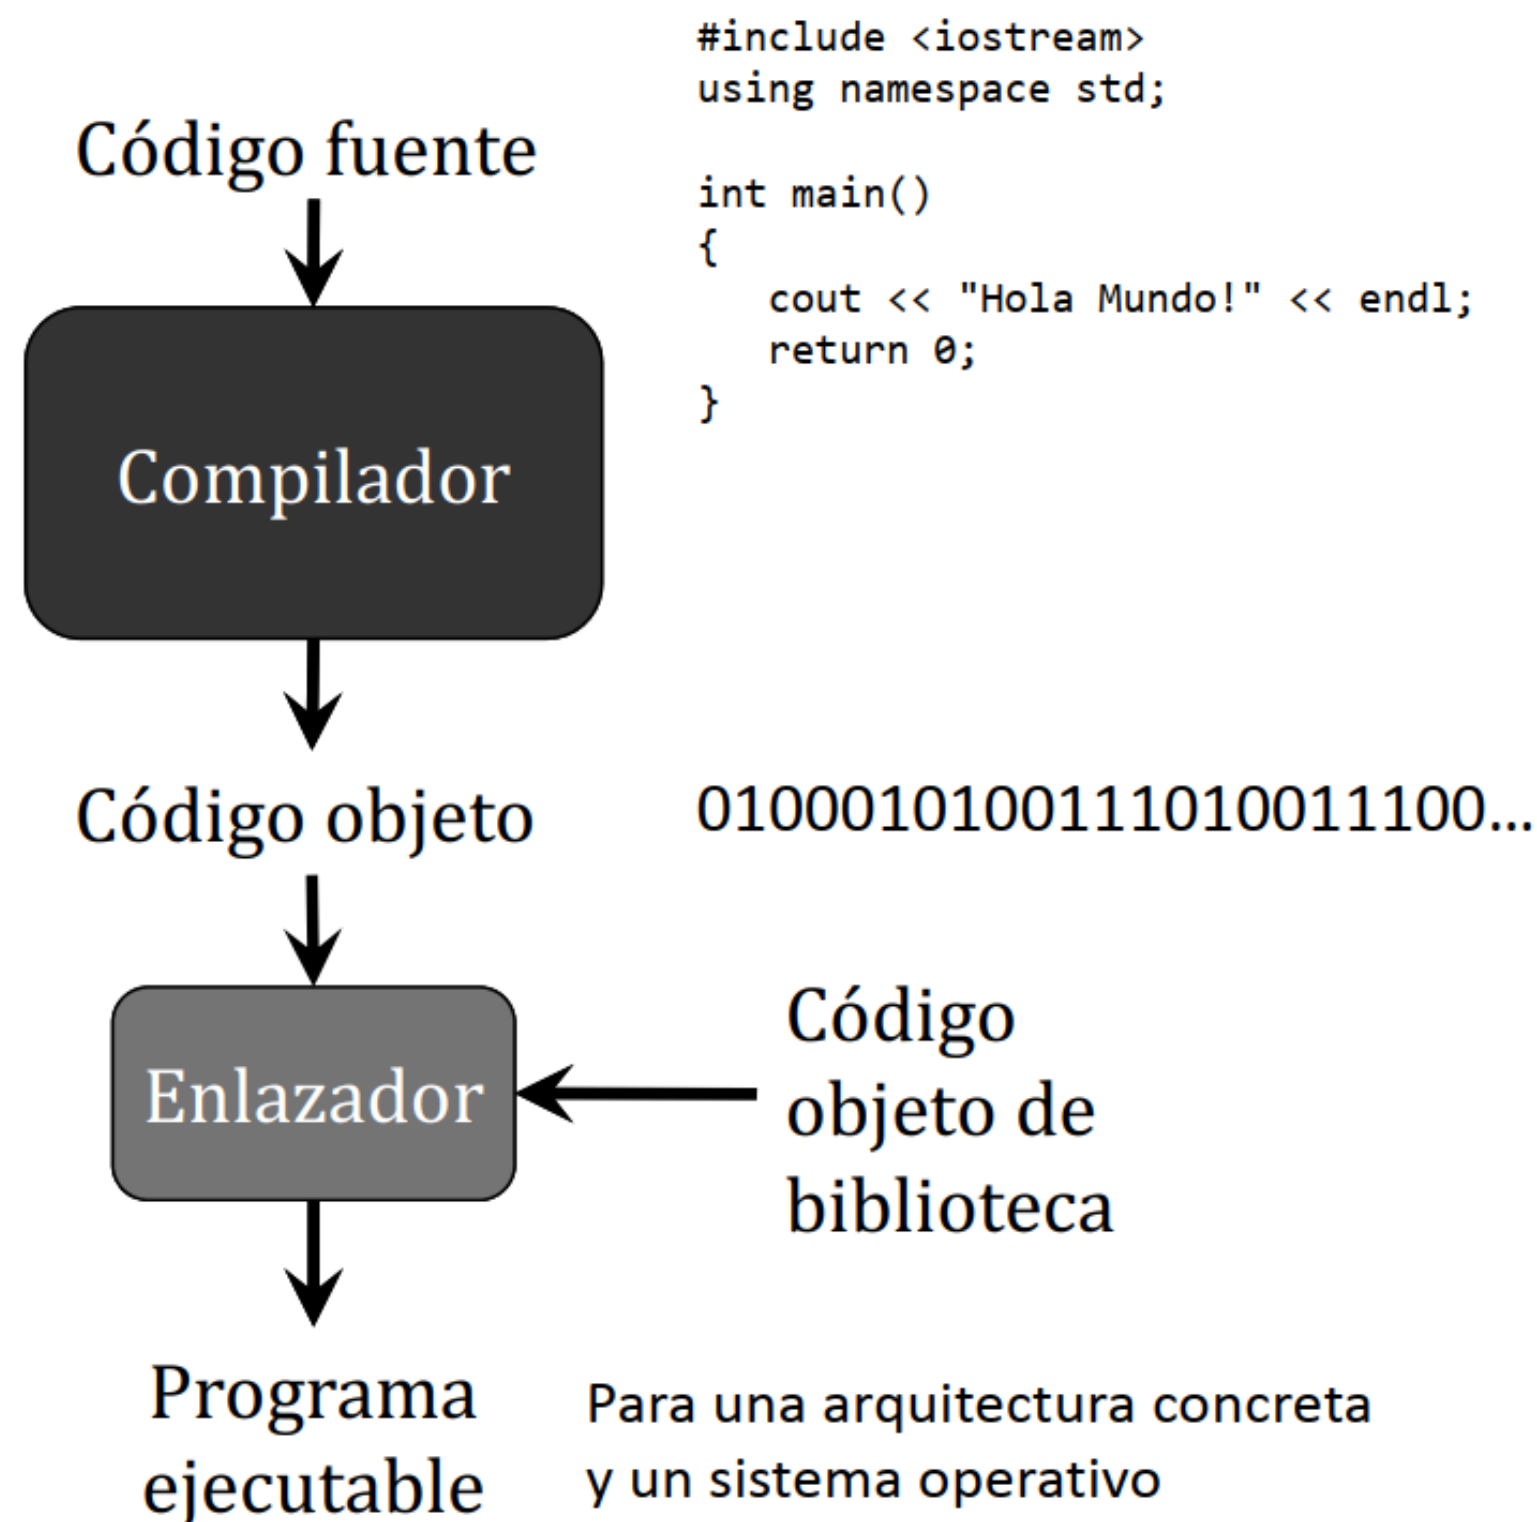 #include <iostream>
using namespace std;
Código fuente
int main()
{
cout << "Hola Mundo!" << endl;
return 0;
}
Compilador
Código objeto
0100010100111010011100...
Enlazador
Código
objeto de
biblioteca
Programa
ejecutable
Para una arquitectura concreta
y un sistema operativo